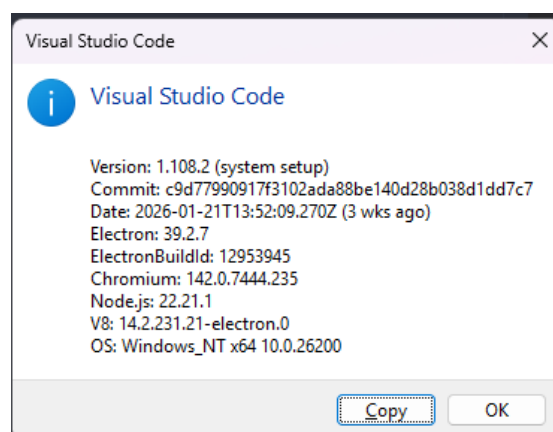 Visual Studio Code
Visual Studio Code
Version: 1.108.2 (system setup)
Commit: c9d77990917f3102ada88be140d28b038d1dd7c7
Date: 2026-01-21T13:52:09.270Z (3 wks ago)
Electron: 39.2.7
ElectronBuildId: 12953945
Chromium: 142.0.7444.235
Node.js: 22.21.1
V8: 14.2.231.21-electron.0
OS: Windows_NT x64 10.0.26200
Copy OK